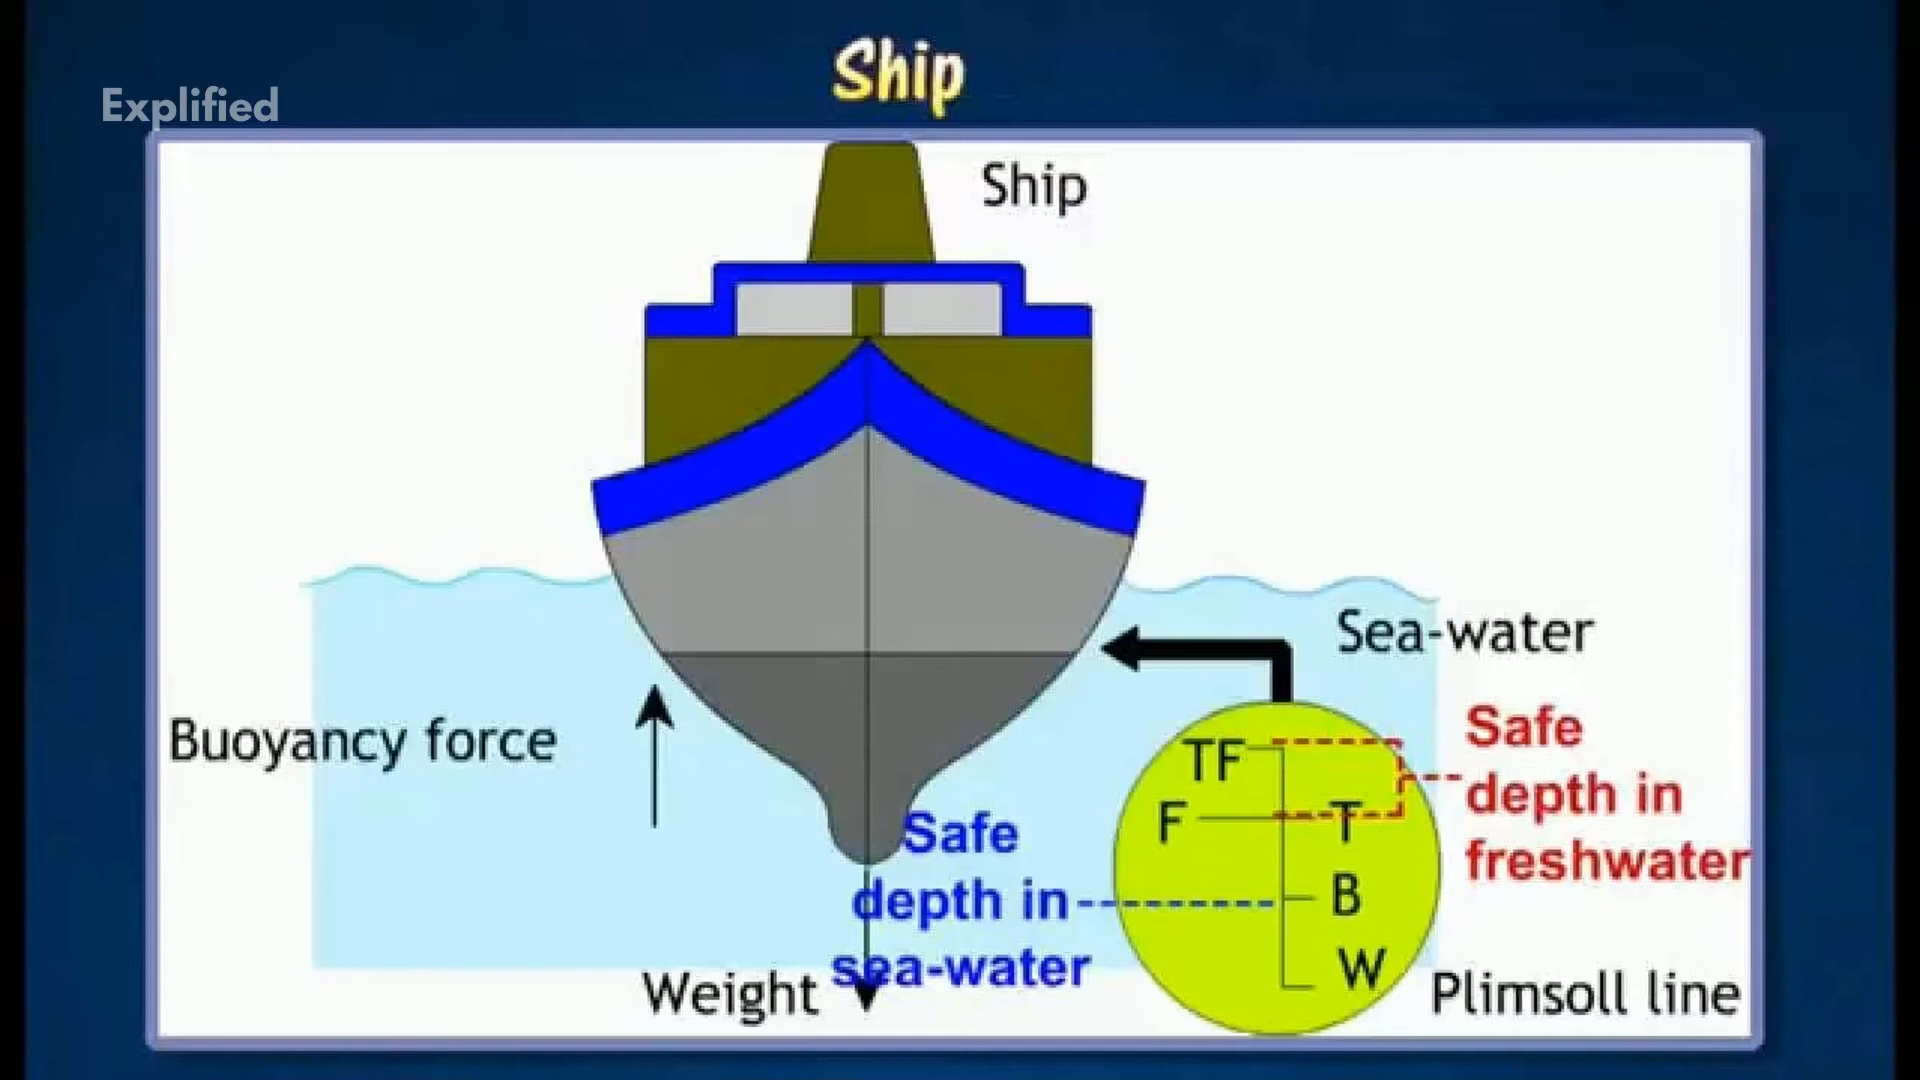 Ship
Explified
Ship
Sea-water
Buoyancy force
Safe
depth in
freshwater
TF
F
T
B
W
Safe
depth in
sea-water
Weight
Plimsoll line